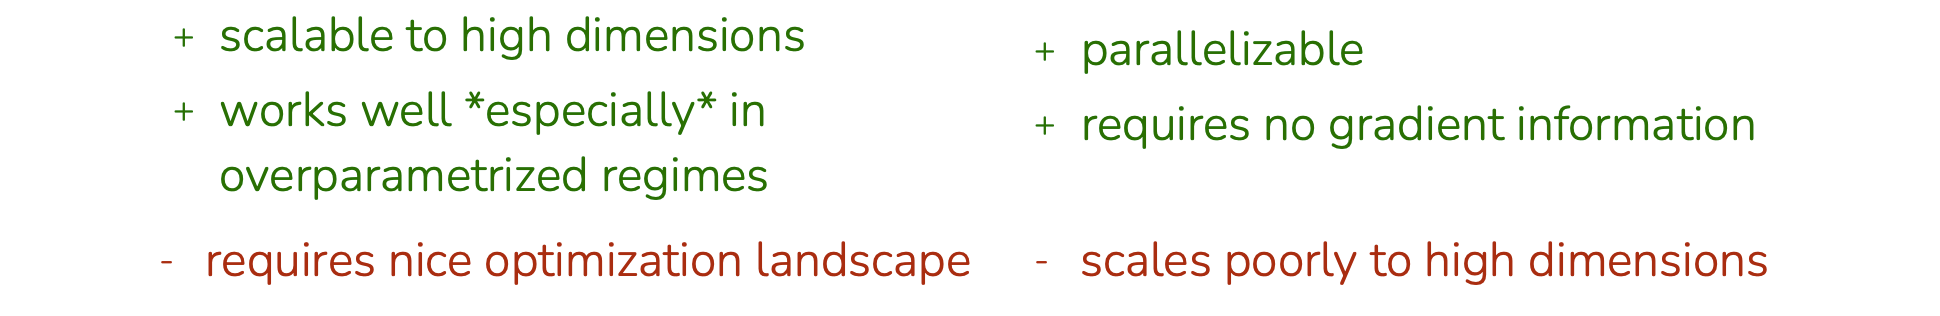 + scalable to high dimensions
+ works well *especially* in
overparametrized regimes
- requires nice optimization landscape
+ parallelizable
+ requires no gradient information
- scales poorly to high dimensions